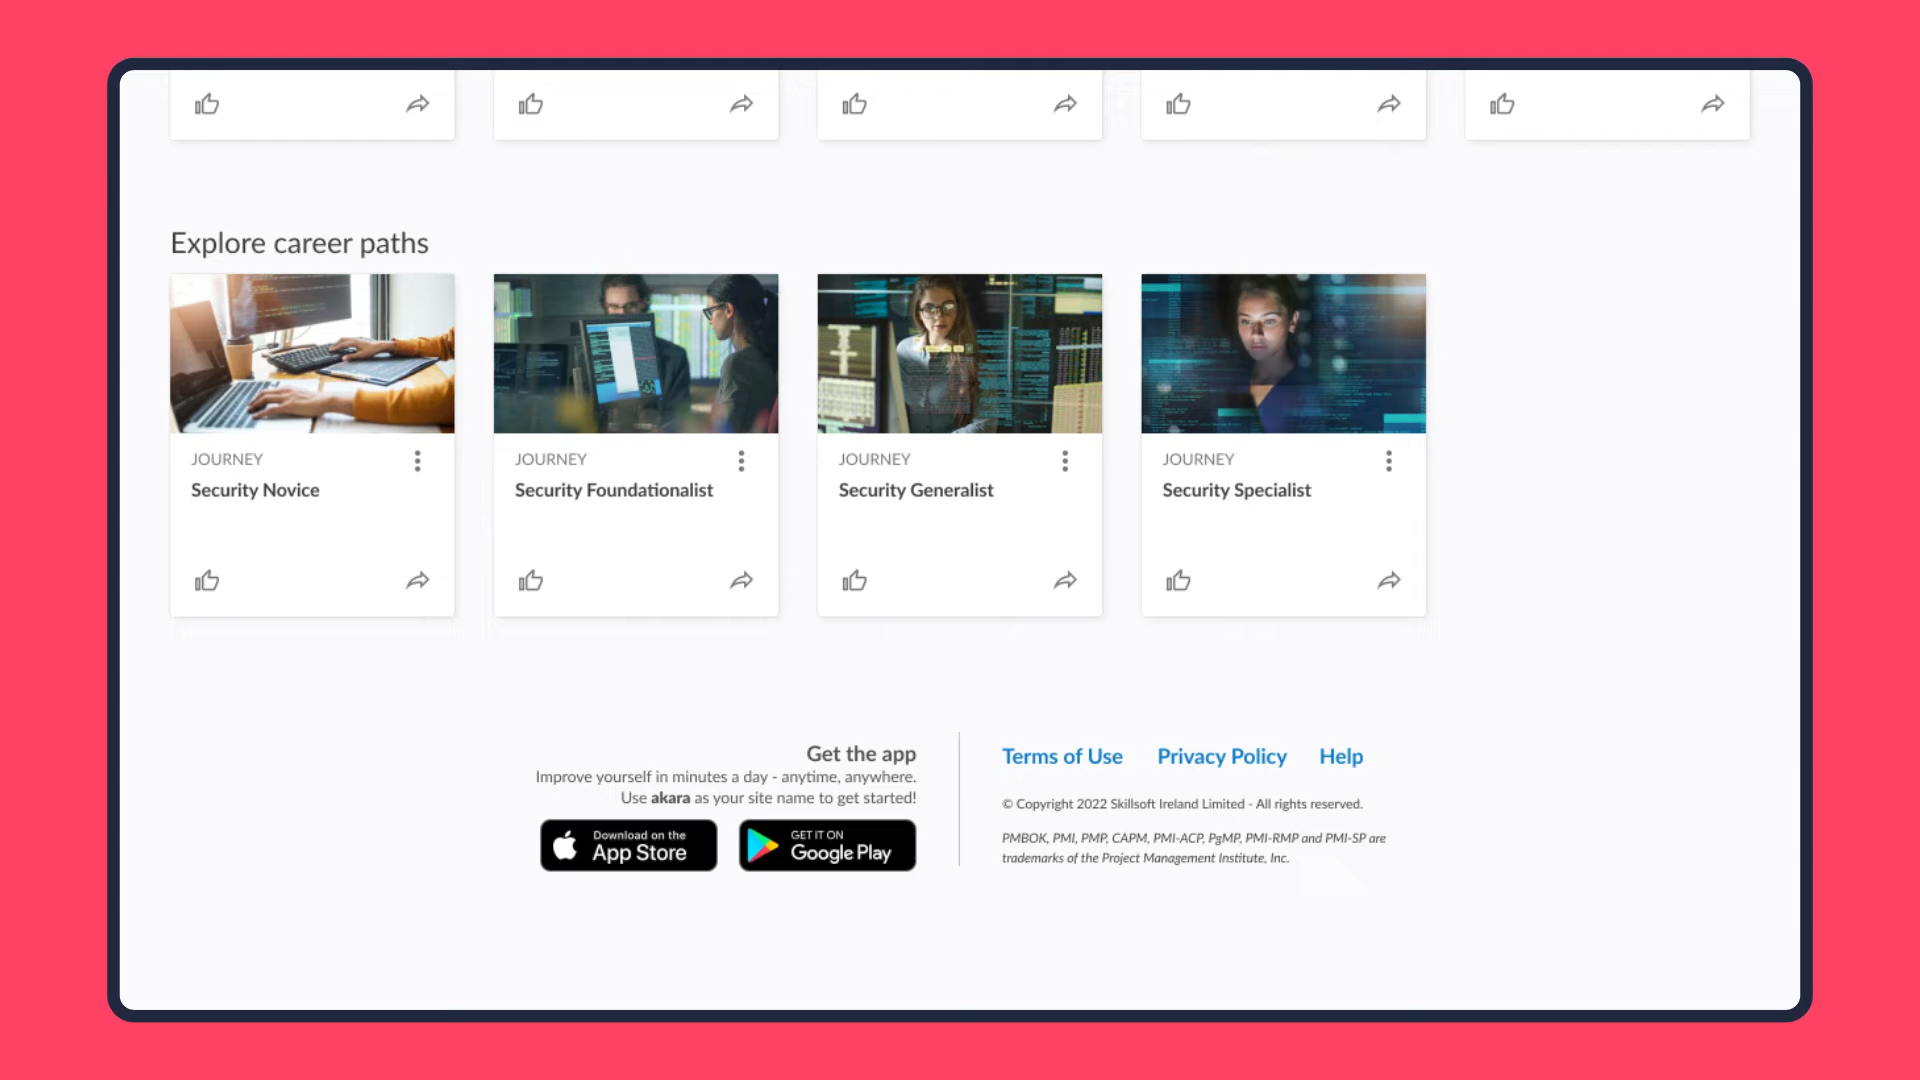 Explore career paths
JOURNEY
Security Novice
JOURNEY
Security Foundationalist
JOURNEY
Security Generalist
JOURNEY
Security Specialist
Get the app
Improve yourself in minutes a day - anytime, anywhere.
Use akara as your site name to get started!
Download on the
App Store
GET IT ON
Google Play
Terms of Use
Privacy Policy
Help
© Copyright 2022 Skillsoft Ireland Limited - All rights reserved.
PMBOK, PMI, PMP, CAPM, PMI-ACP, PgMP, PMI-RMP and PMI-SP are
trademarks of the Project Management Institute, Inc.